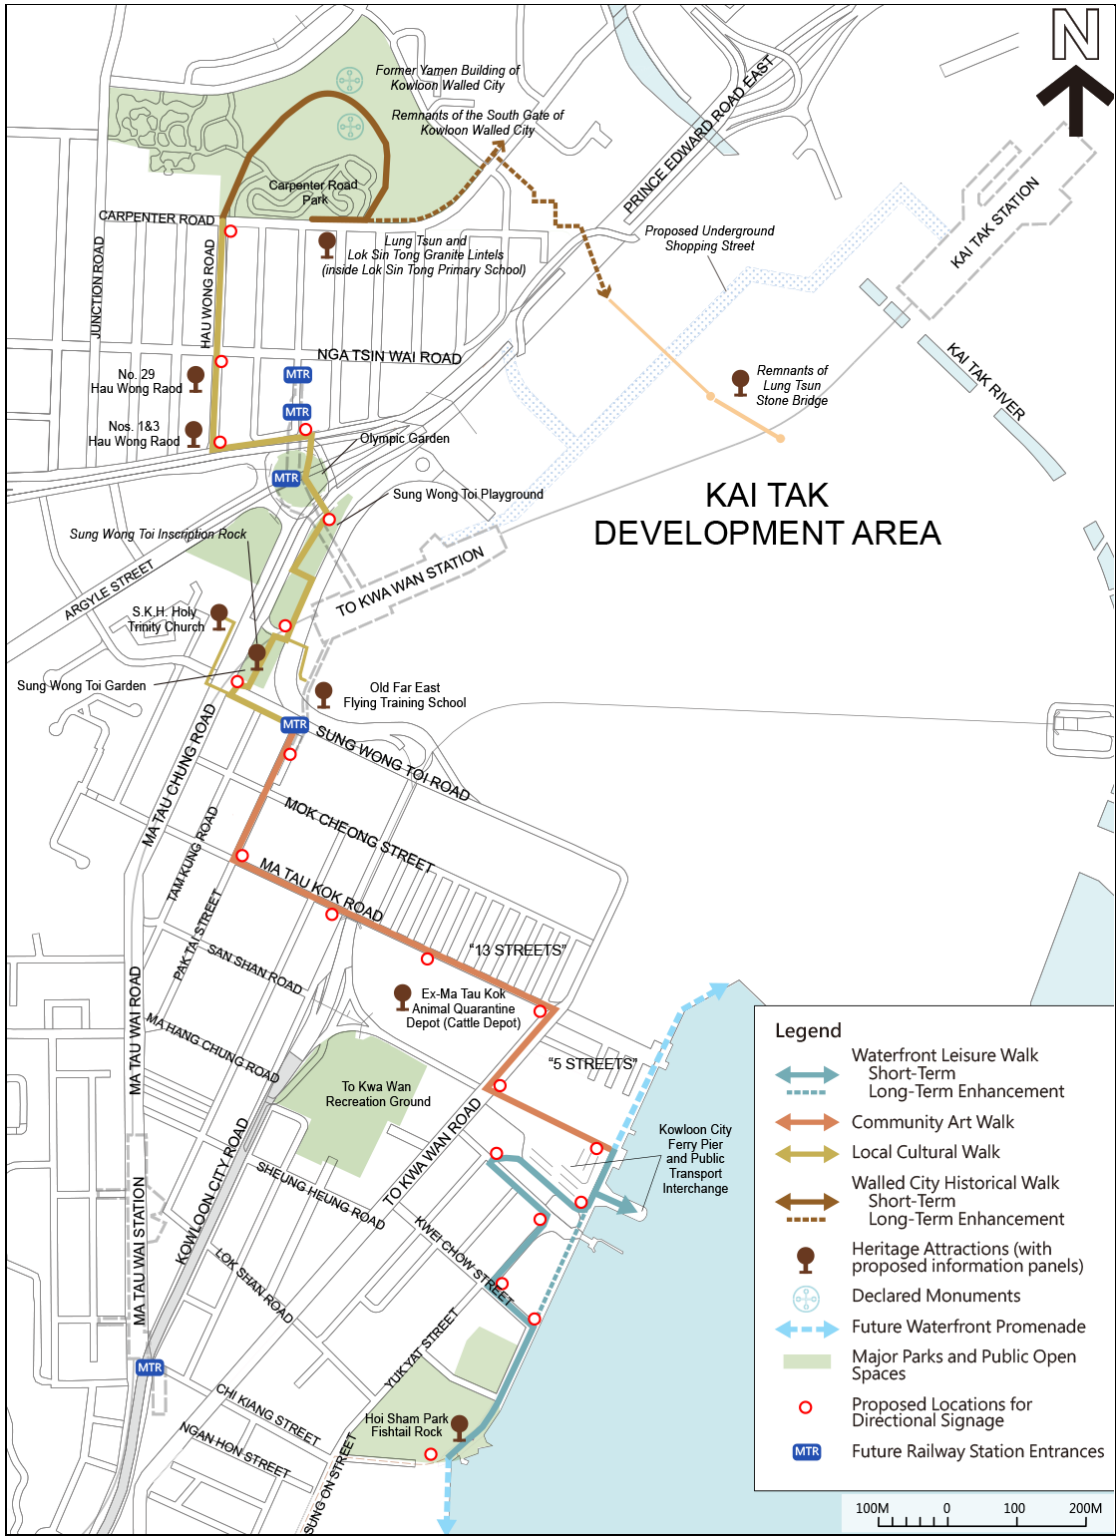 N
Former Yamen Building of
Kowloon Walled City
Remnants of the South Gate of
Kowloon Walled City
PRINCE EDWARD ROAD EAST
Carpenter Road
Park
KAI TAK STATION
CARPENTER ROAD
Proposed Underground
Shopping Street
Lung Tsun and
Lok Sin Tong Granite Lintels
(inside Lok Sin Tong Primary School)
JUNCTION ROAD
HAU WONG ROAD
NGA TSIN WAI ROAD
KAI TAK RIVER
No. 29
Hau Wong Raod
MTR
Remnants of
Lung Tsun
Stone Bridge
MTR
Nos. 1&3
Hau Wong Raod
Olympic Garden
MTR
Sung Wong Toi Playground
KAI TAK
DEVELOPMENT AREA
Sung Wong Toi Inscription Rock
TO KWA WAN STATION
ARGYLE STREET
S.K.H. Holy
Trinity Church
Sung Wong Toi Garden
Old Far East
Flying Training School
MTR
SUNG WONG TOI ROAD
MA TAU CHUNG ROAD
MOK CHEONG STREET
TAM KUNG ROAD
MA TAU KOK ROAD
PAK TAI STREET
"13 STREETS"
SAN SHAN ROAD
MA TAU WAI ROAD
Ex-Ma Tau Kok
Animal Quarantine
Depot (Cattle Depot)
MA HANG CHUNG ROAD
"5 STREETS"
To Kwa Wan
Recreation Ground
TO KWA WAN ROAD
Kowloon City
Ferry Pier
and Public
Transport
Interchange
KOWLOON CITY ROAD
SHEUNG HEUNG ROAD
MA TAU WAI STATION
KWEI CHOW STREET
LOK SHAN ROAD
YUK YAT STREET
MTR
CHI KIANG STREET
Hoi Sham Park
Fishtail Rock
NGAN HON STREET
SUNG ON STREET
Legend
Waterfront Leisure Walk
Short-Term
Long-Term Enhancement
Community Art Walk
Local Cultural Walk
Walled City Historical Walk
Short-Term
Long-Term Enhancement
Heritage Attractions (with
proposed information panels)
Declared Monuments
Future Waterfront Promenade
Major Parks and Public Open
Spaces
Proposed Locations for
Directional Signage
MTR
Future Railway Station Entrances
100M 0 100 200M